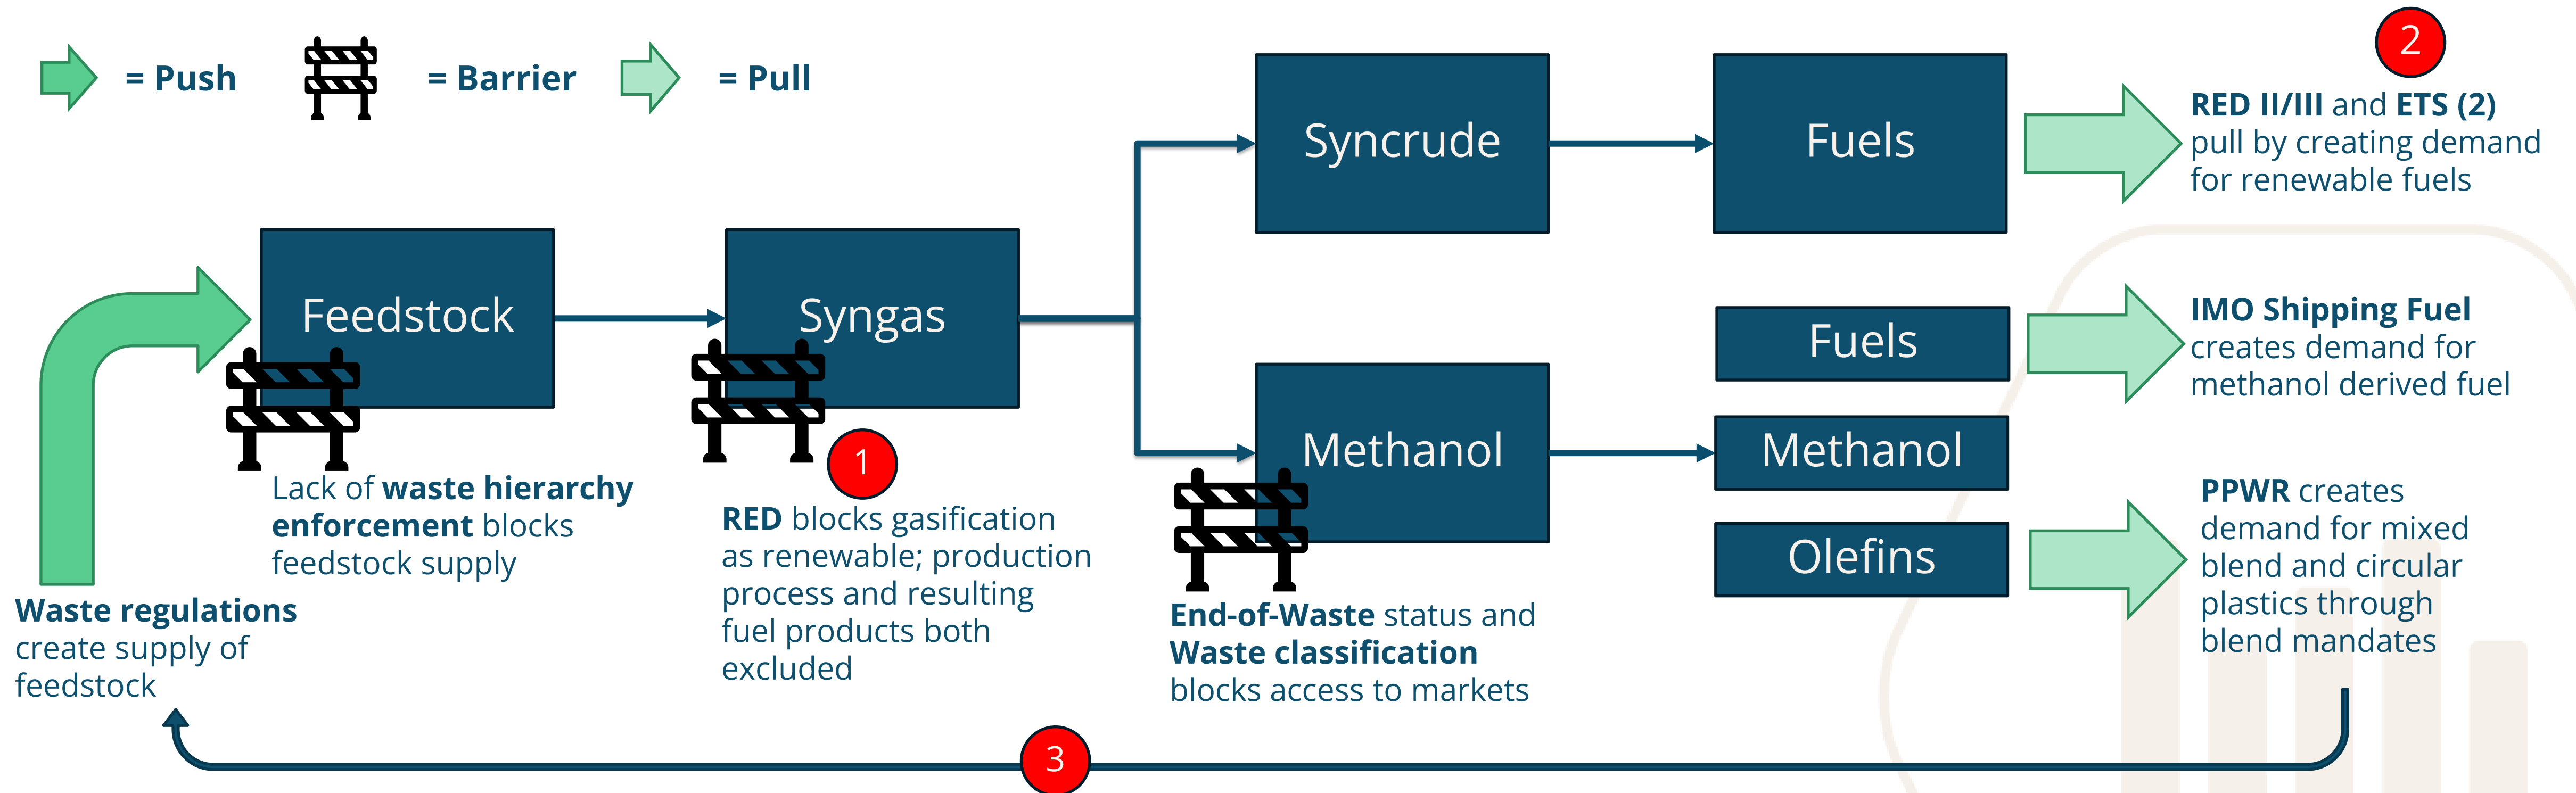 = Push
= Barrier
= Pull
2
Syncrude
Fuels
RED II/III and ETS (2)
pull by creating demand
for renewable fuels
Feedstock
Syngas
Fuels
IMO Shipping Fuel
creates demand for
methanol derived fuel
Methanol
Methanol
Olefins
PPWR creates
demand for mixed
blend and circular
plastics through
blend mandates
Lack of waste hierarchy
enforcement blocks
feedstock supply
1
RED blocks gasification
as renewable; production
process and resulting
fuel products both
excluded
End-of-Waste status and
Waste classification
blocks access to markets
Waste regulations
create supply of
feedstock
3